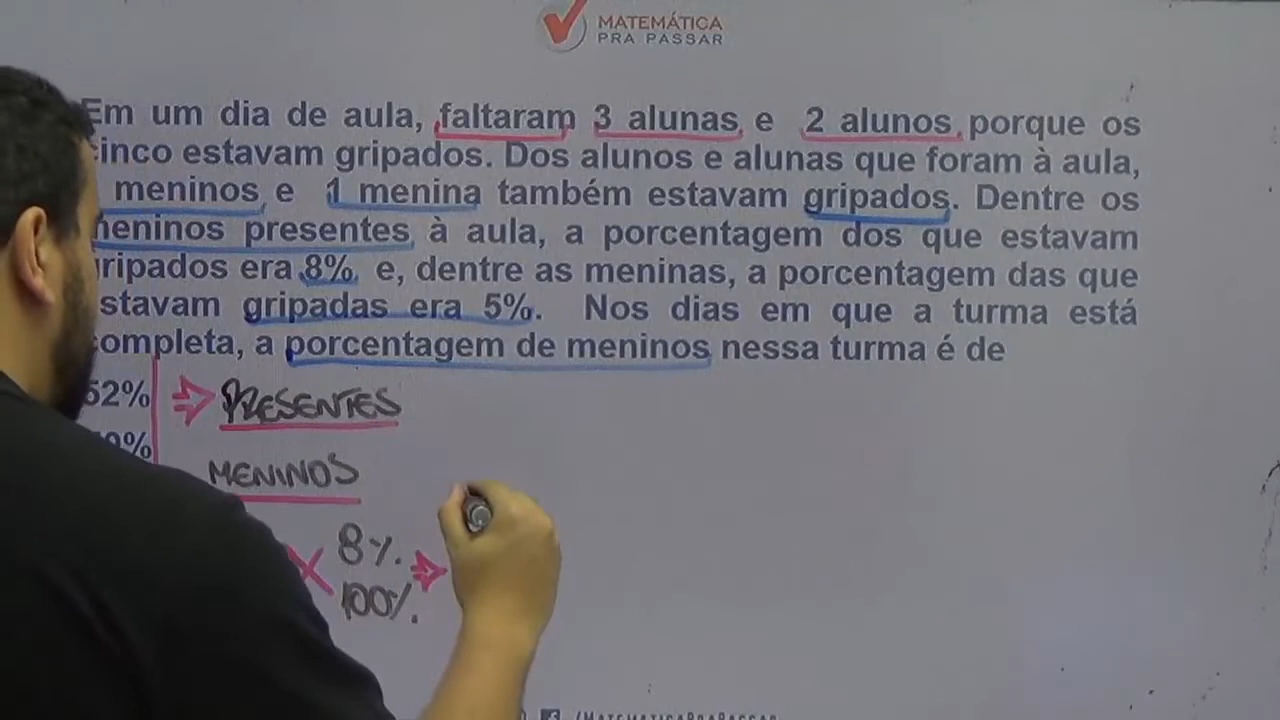 MATEMÁTICA
PRA PASSAR
Em um dia de aula, faltaram 3 alunas e 2 alunos porque os
cinco estavam gripados. Dos alunos e alunas que foram à aula,
meninos e 1 menina também estavam gripados. Dentre os
meninos presentes à aula, a porcentagem dos que estavam
gripados era 8% e, dentre as meninas, a porcentagem das que
estavam gripadas era 5%. Nos dias em que a turma está
completa, a porcentagem de meninos nessa turma é de
52% PRESENTES
MENINOS
8%.
100%.